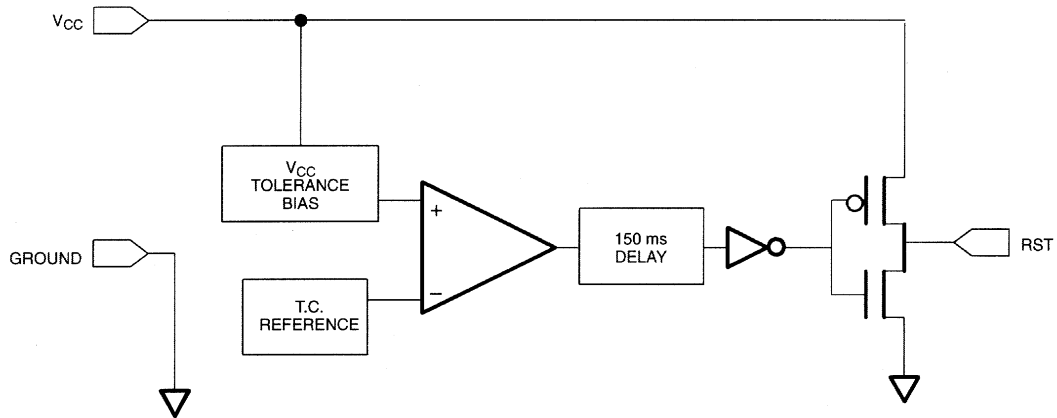 VCC
VCC
TOLERANCE
BIAS
+
150 ms
DELAY
RST
GROUND
−
T.C.
REFERENCE